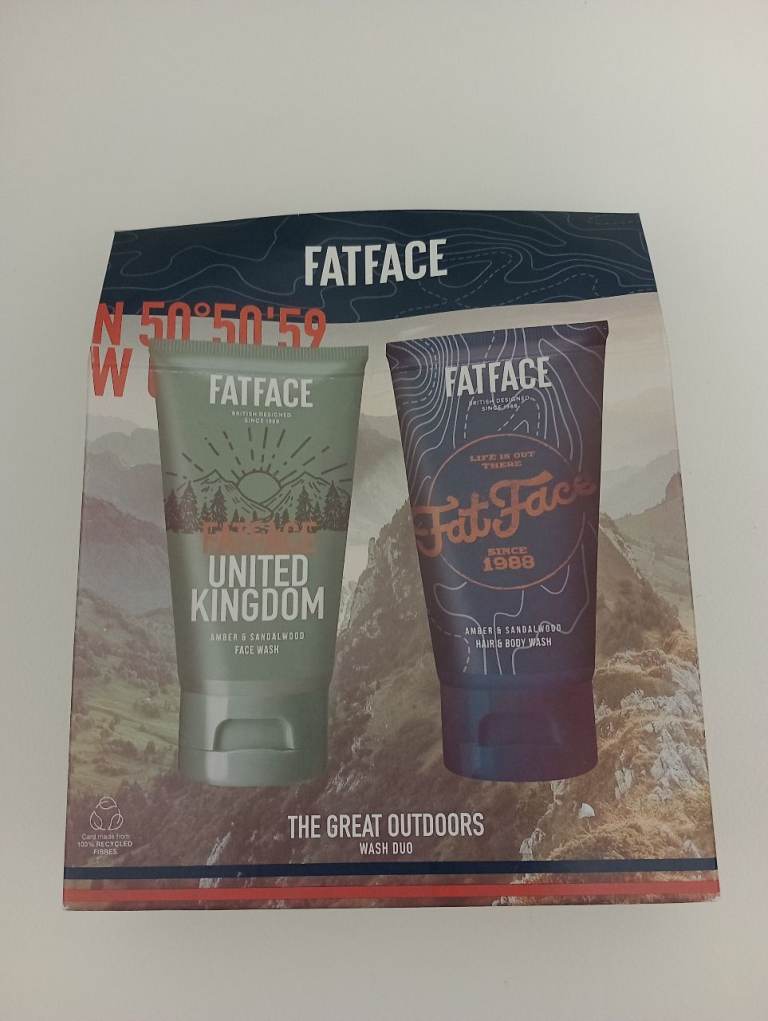 FATFACE
N 50°50'59
W
FATFACE
BRITISH DESIGNED
SINCE 1988
FATFACE
UNITED
KINGDOM
AMBER & SANDALWOOD
FACE WASH
FATFACE
BRITISH DESIGNED
SINCE 1988
LIFE IS OUT
THERE
FatFace
SINCE
1988
AMBER & SANDALWOOD
HAIR & BODY WASH
Card made from
100% RECYCLED
FIBRES
THE GREAT OUTDOORS
WASH DUO